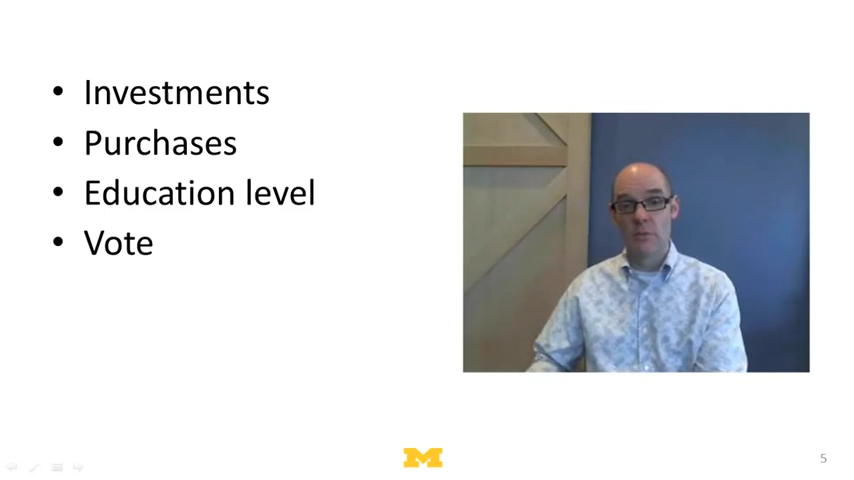 • Investments
• Purchases
• Education level
• Vote
M
5